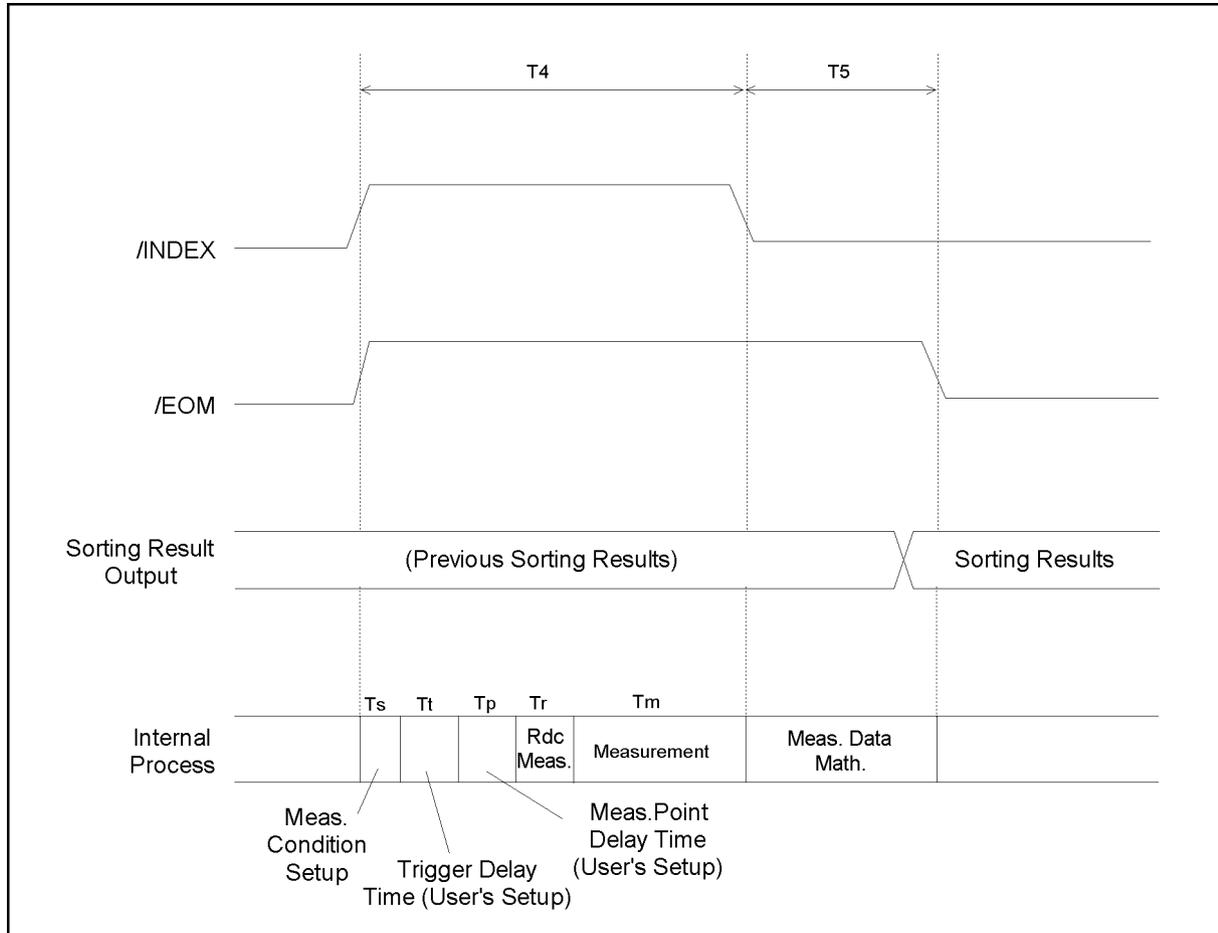 T4
T5
/INDEX
/EOM
Sorting Result
Output
(Previous Sorting Results)
Sorting Results
Ts
Tt
Tp
Tr
Tm
Internal
Process
Rdc
Meas.
Measurement
Meas. Data
Math.
Meas.
Condition
Setup
Trigger Delay
Time (User's Setup)
Meas.Point
Delay Time
(User's Setup)